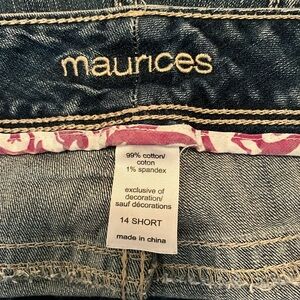 maurices
99% cotton/
coton
1% spandex
exclusive of
decoration/
sauf décorations
14 SHORT
made in china